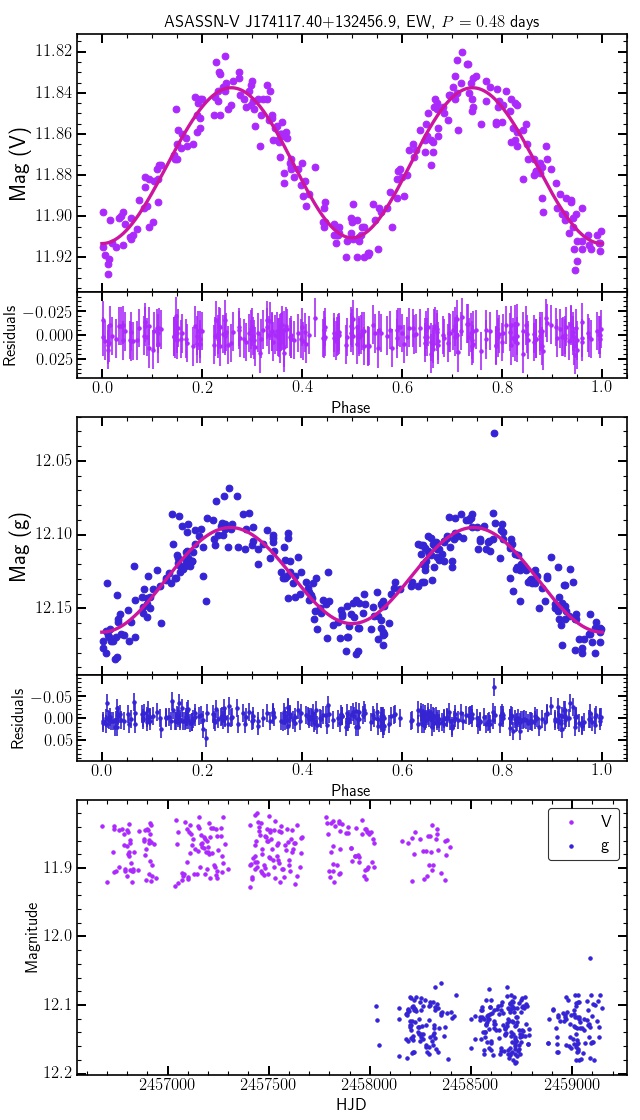 ASASSN-V J174117.40+132456.9, EW, P = 0.48 days
Mag (V)
11.82
11.84
11.86
11.88
11.90
11.92
Residuals
−0.025
0.000
0.025
0.0 0.2 0.4 0.6 0.8 1.0
Phase
Mag (g)
12.05
12.10
12.15
Residuals
−0.05
0.00
0.05
0.0 0.2 0.4 0.6 0.8 1.0
Phase
V
g
Magnitude
11.9
12.0
12.1
12.2
2457000 2457500 2458000 2458500 2459000
HJD